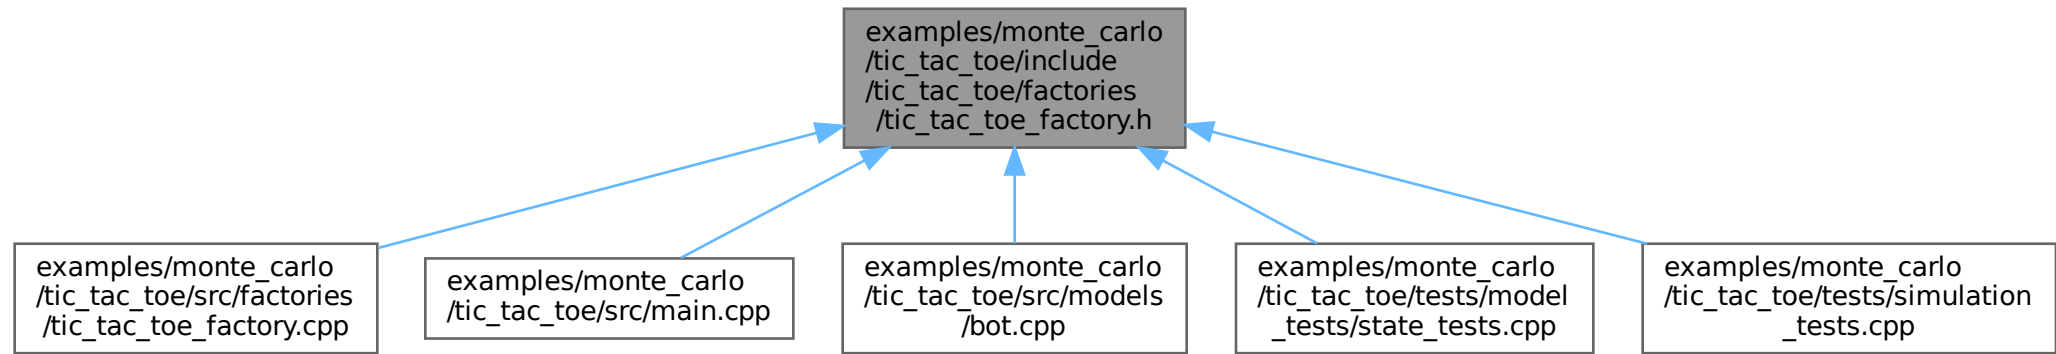 examples/monte_carlo
/tic_tac_toe/include
/tic_tac_toe/factories
/tic_tac_toe_factory.h
examples/monte_carlo
/tic_tac_toe/src/factories
/tic_tac_toe_factory.cpp
examples/monte_carlo
/tic_tac_toe/src/main.cpp
examples/monte_carlo
/tic_tac_toe/src/models
/bot.cpp
examples/monte_carlo
/tic_tac_toe/tests/model
_tests/state_tests.cpp
examples/monte_carlo
/tic_tac_toe/tests/simulation
_tests.cpp